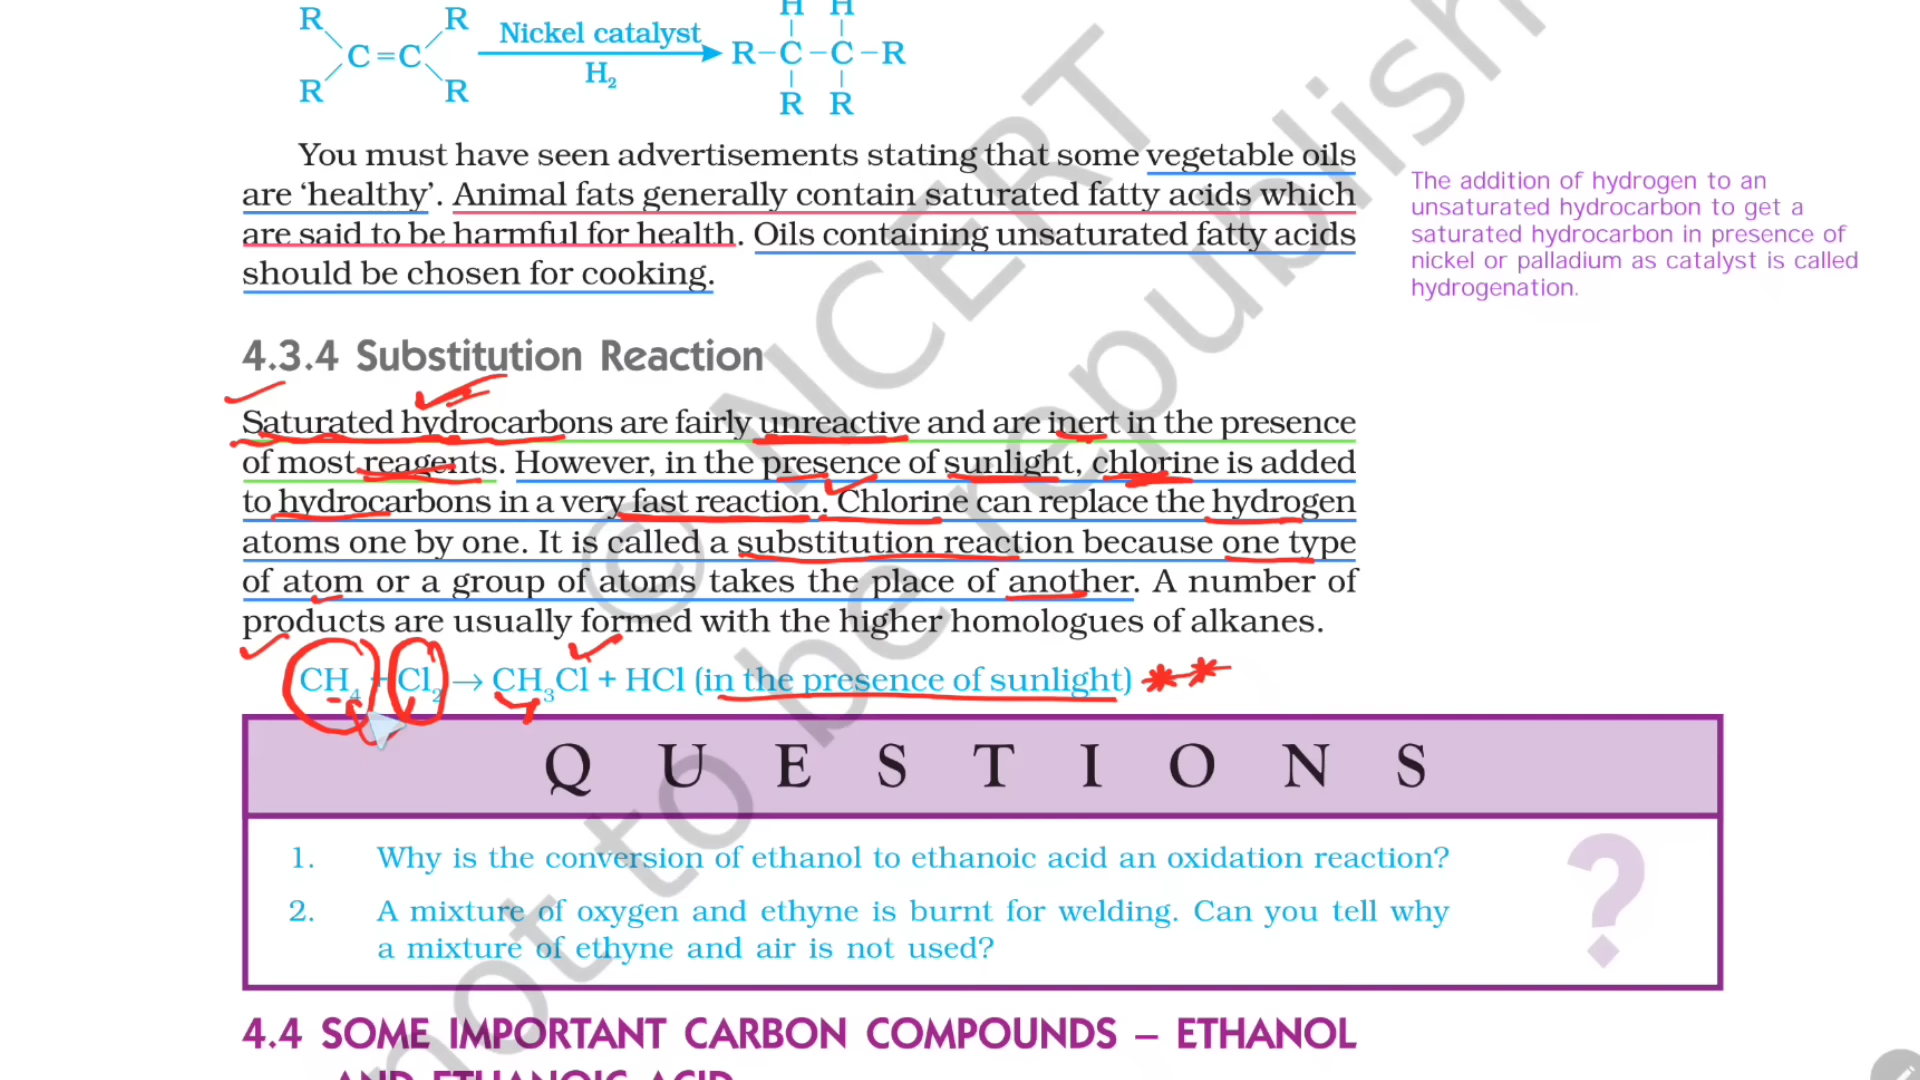 H H
R R
Nickel catalyst
C=C R–C–C–R
H2
R R R R
You must have seen advertisements stating that some vegetable oils
are ‘healthy’. Animal fats generally contain saturated fatty acids which
are said to be harmful for health. Oils containing unsaturated fatty acids
should be chosen for cooking.
The addition of hydrogen to an
unsaturated hydrocarbon to get a
saturated hydrocarbon in presence of
nickel or palladium as catalyst is called
hydrogenation.
4.3.4 Substitution Reaction
Saturated hydrocarbons are fairly unreactive and are inert in the presence
of most reagents. However, in the presence of sunlight, chlorine is added
to hydrocarbons in a very fast reaction. Chlorine can replace the hydrogen
atoms one by one. It is called a substitution reaction because one type
of atom or a group of atoms takes the place of another. A number of
products are usually formed with the higher homologues of alkanes.
CH4 + Cl2 → CH3Cl + HCl (in the presence of sunlight)
QUESTIONS
1. Why is the conversion of ethanol to ethanoic acid an oxidation reaction?
2. A mixture of oxygen and ethyne is burnt for welding. Can you tell why
a mixture of ethyne and air is not used?
?
4.4 SOME IMPORTANT CARBON COMPOUNDS – ETHANOL
AND ETHANOIC ACID
© NCERT
not to be republish